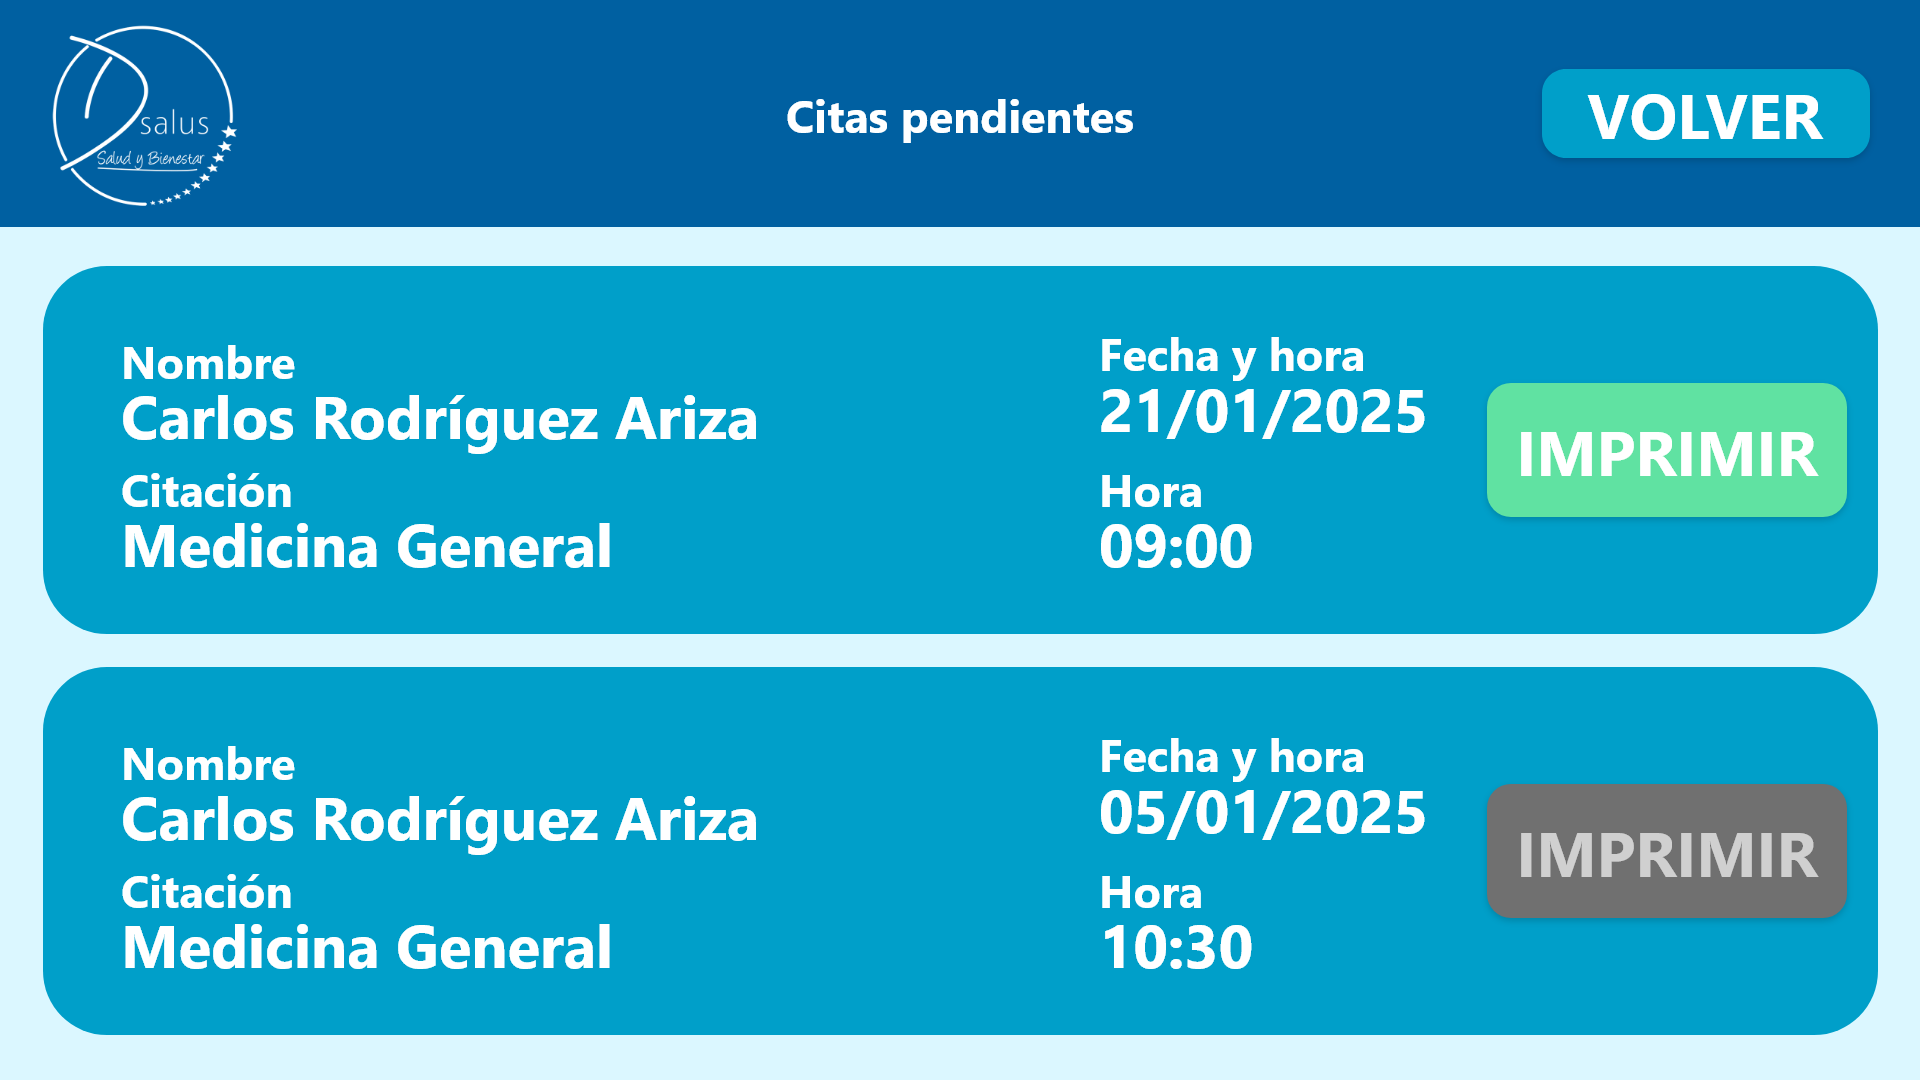 salus
Salud y Bienestar
Citas pendientes
VOLVER
Nombre
Carlos Rodríguez Ariza
Citación
Medicina General
Fecha y hora
21/01/2025
Hora
09:00
IMPRIMIR
Nombre
Carlos Rodríguez Ariza
Citación
Medicina General
Fecha y hora
05/01/2025
Hora
10:30
IMPRIMIR